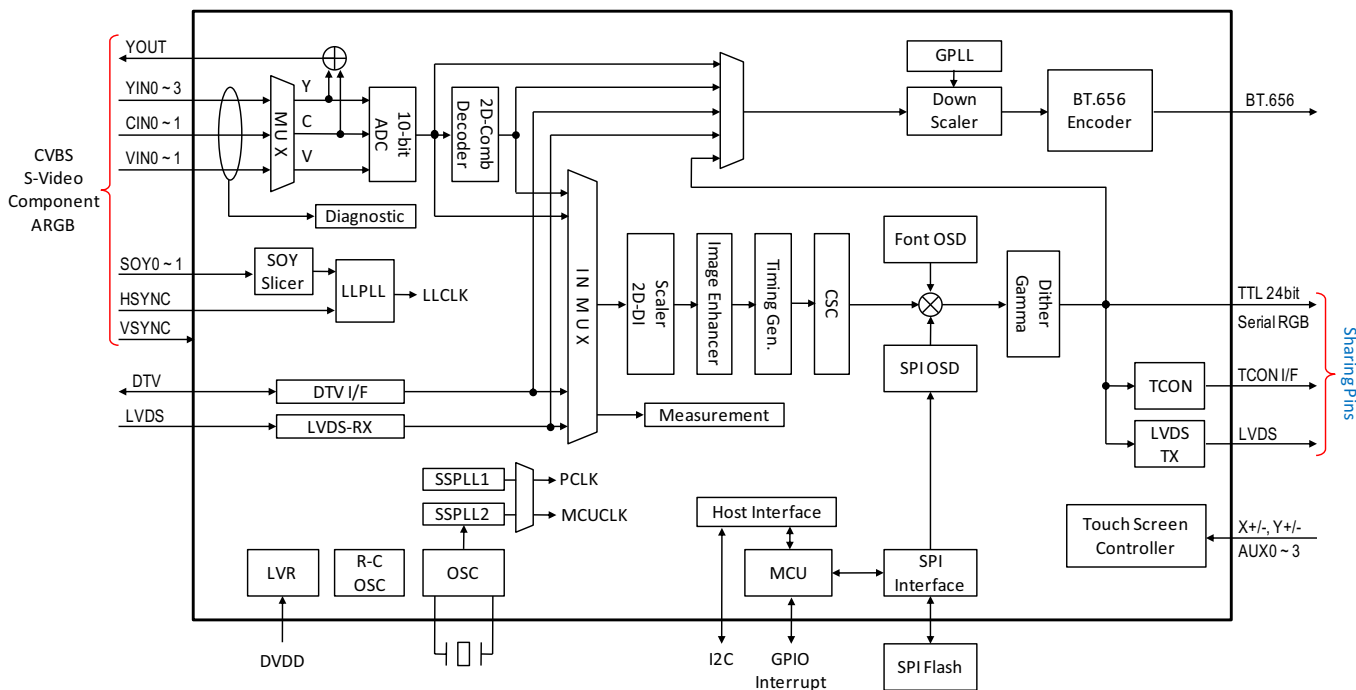 YOUT
YIN0 ~ 3
CIN0 ~ 1
VIN0 ~ 1
CVBS
S-Video
Component
ARGB
SOY0 ~ 1
HSYNC
VSYNC
DTV
LVDS
MUX
Y
C
V
10-bit
ADC
2D-Comb
Decoder
Diagnostic
SOY
Slicer
LLPLL
LLCLK
DTV I/F
LVDS-RX
IN MUX
Scaler
2D-DI
Image Enhancer
Timing Gen.
CSC
Measurement
GPLL
Down
Scaler
BT.656
Encoder
BT.656
Font OSD
SPI OSD
Dither
Gamma
TTL 24bit
Serial RGB
TCON
TCON I/F
LVDS
TX
LVDS
Sharing Pins
SSPLL1
SSPLL2
PCLK
MCUCLK
LVR
R-C
OSC
OSC
DVDD
Host Interface
MCU
SPI
Interface
I2C
GPIO
Interrupt
SPI Flash
Touch Screen
Controller
X+/-, Y+/-
AUX0 ~ 3